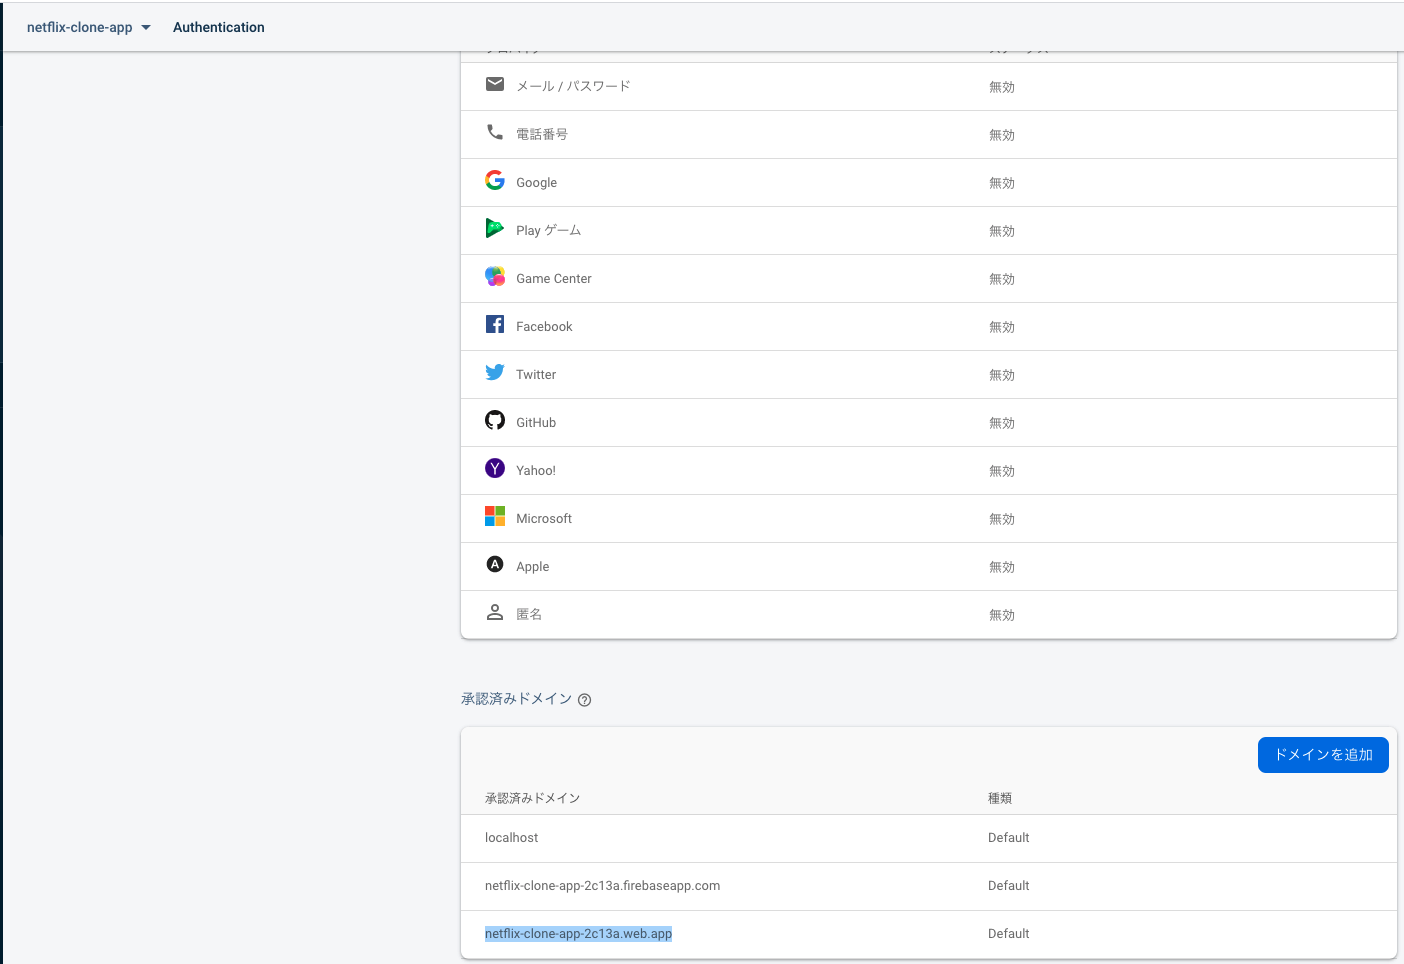 netflix-clone-app Authentication
メール / パスワード 無効
電話番号 無効
Google 無効
Play ゲーム 無効
Game Center 無効
Facebook 無効
Twitter 無効
GitHub 無効
Yahoo! 無効
Microsoft 無効
Apple 無効
匿名 無効
承認済みドメイン
ドメインを追加
承認済みドメイン 種類
localhost Default
netflix-clone-app-2c13a.firebaseapp.com Default
netflix-clone-app-2c13a.web.app Default